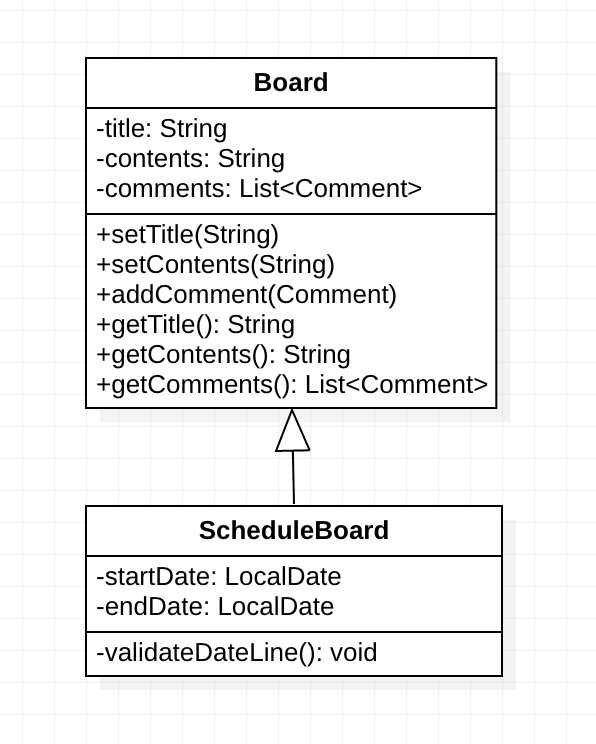 Board
-title: String
-contents: String
-comments: List<Comment>
+setTitle(String)
+setContents(String)
+addComment(Comment)
+getTitle(): String
+getContents(): String
+getComments(): List<Comment>
ScheduleBoard
-startDate: LocalDate
-endDate: LocalDate
-validateDateLine(): void